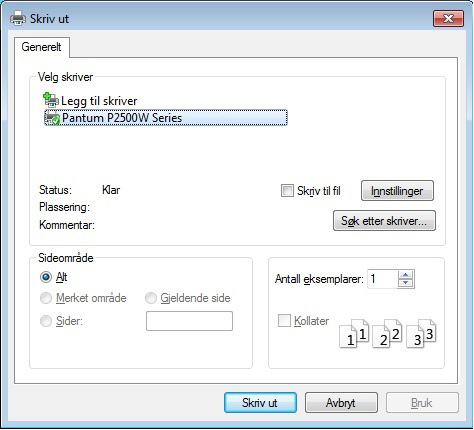 Skriv ut
Generelt
Velg skriver
Legg til skriver
Pantum P2500W Series
Status: Klar
Skriv til fil
Innstillinger
Plassering:
Kommentar:
Søk etter skriver...
Sideområde
Alt
Merket område
Gjeldende side
Sider:
Antall eksemplarer: 1
Kollater
1 1 2 2 3 3
Skriv ut
Avbryt
Bruk